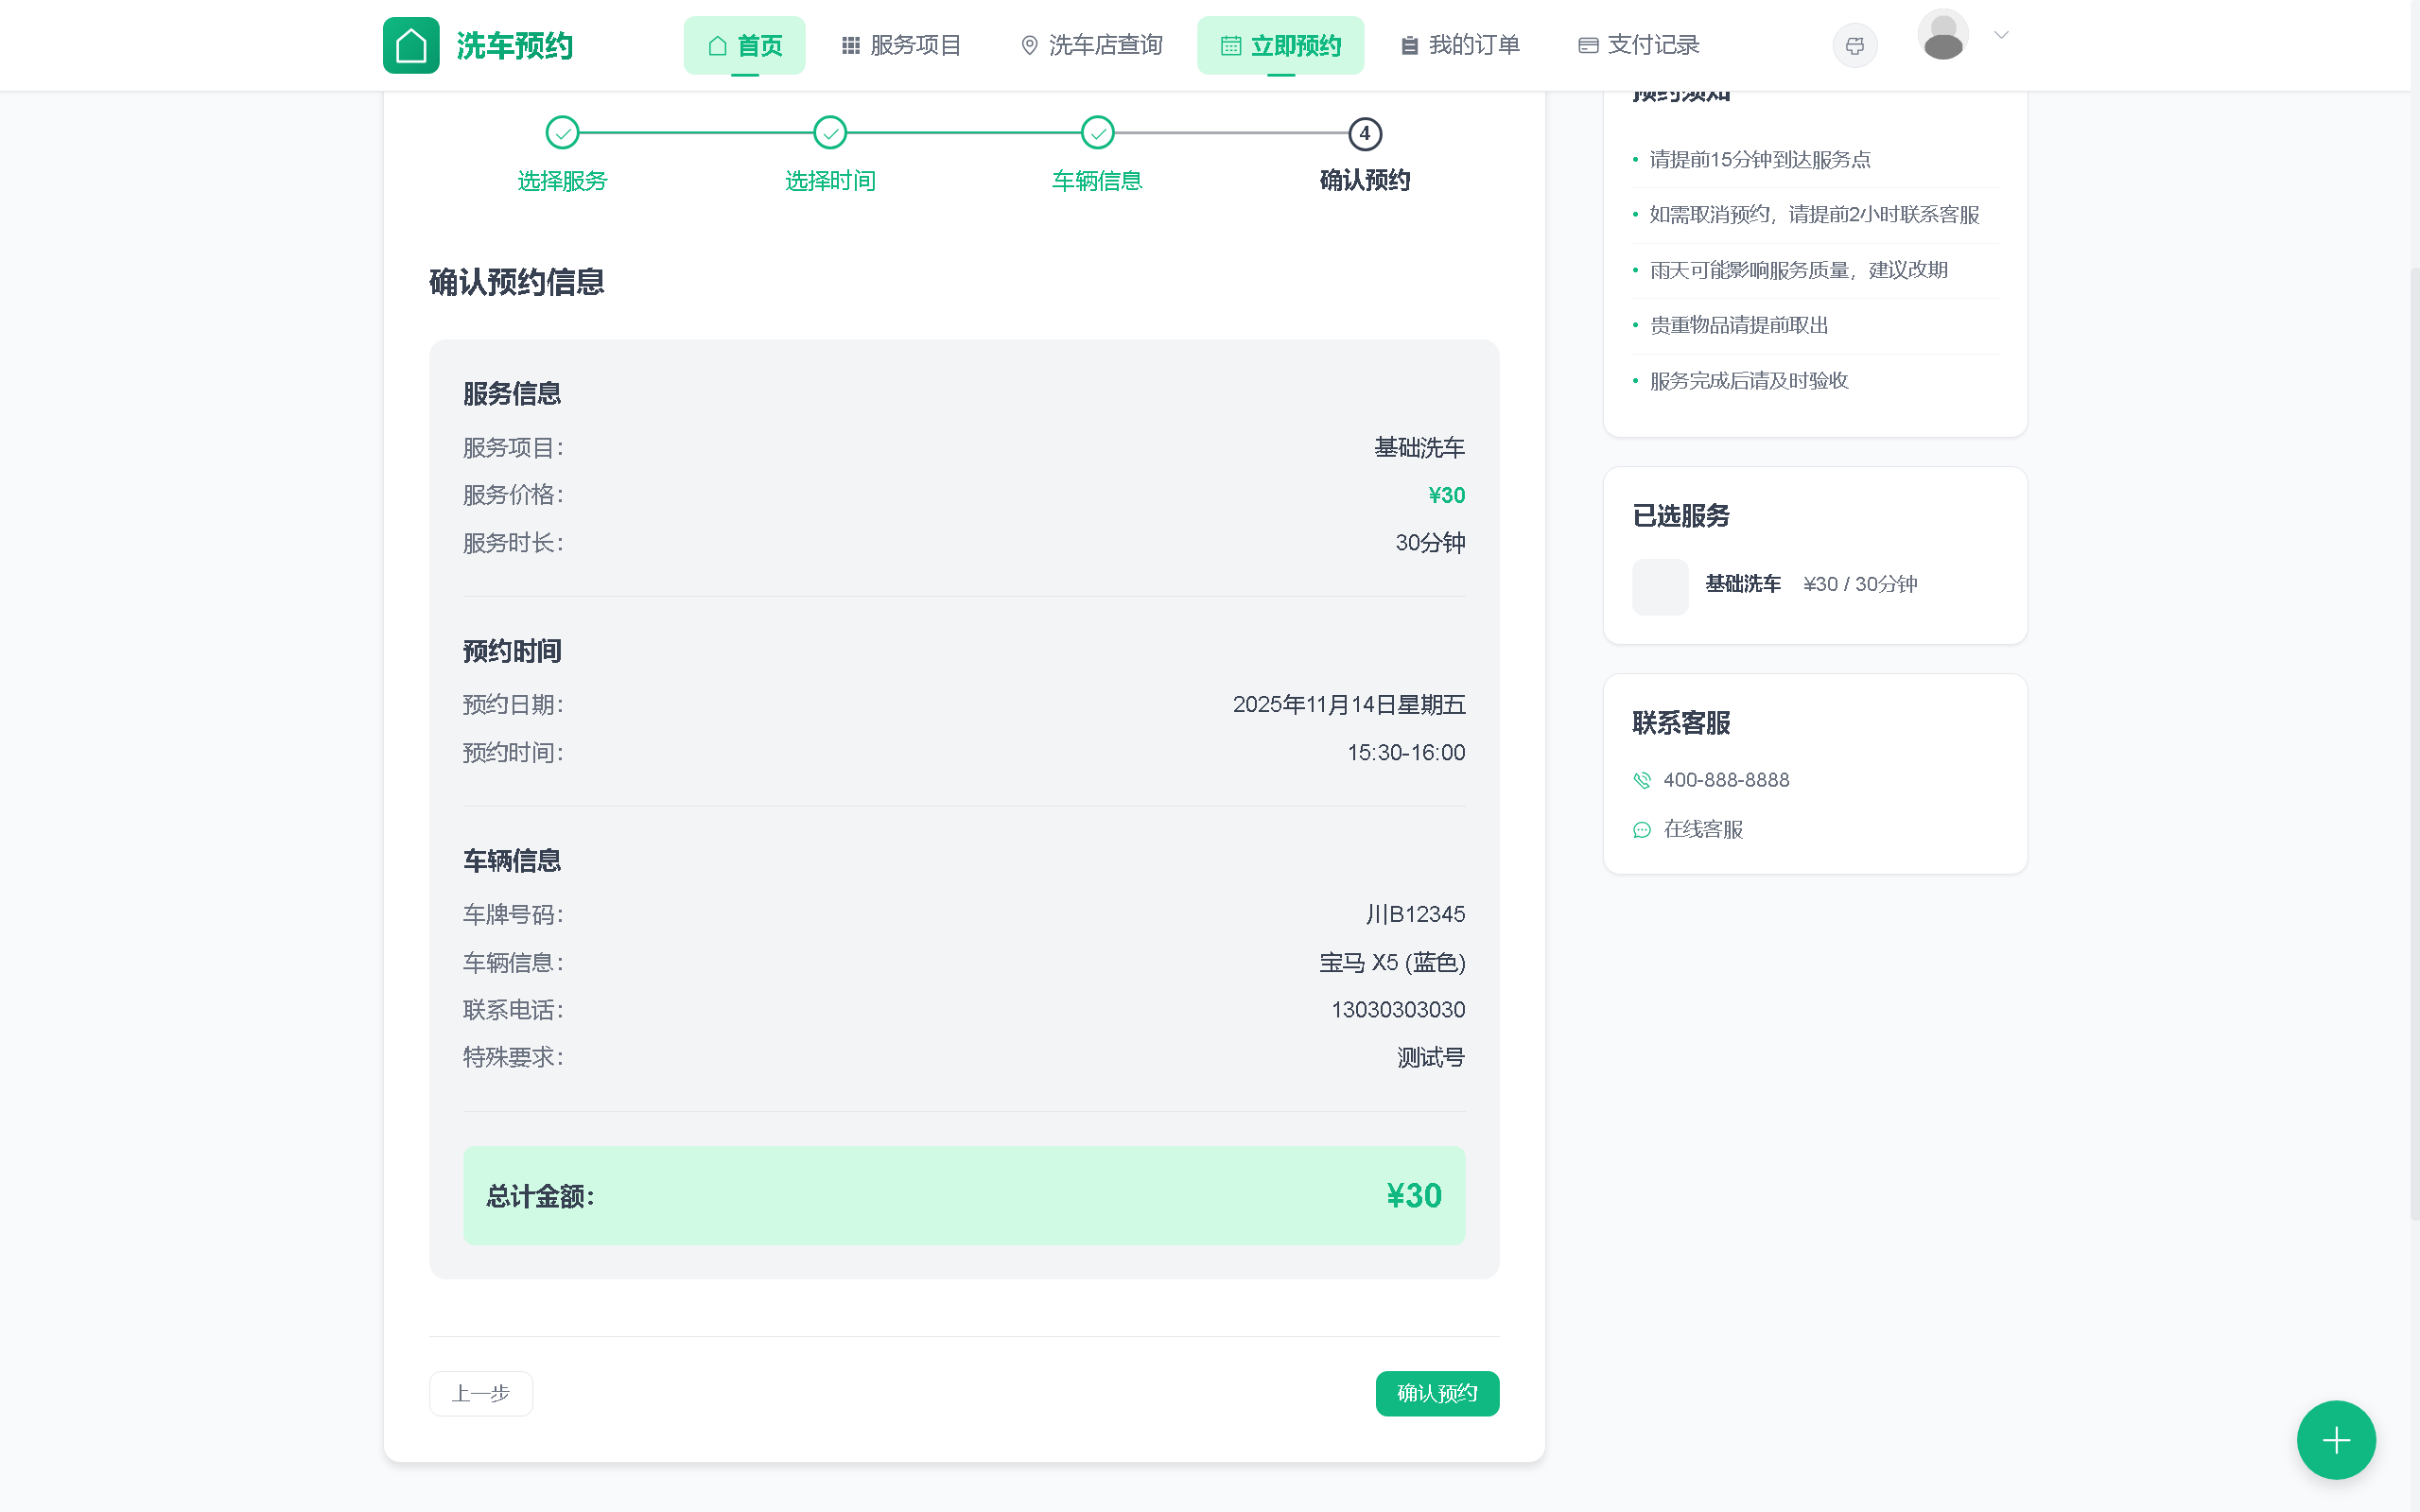 洗车预约
首页
服务项目
洗车店查询
立即预约
我的订单
支付记录
选择服务
选择时间
车辆信息
4
确认预约
确认预约信息
服务信息
服务项目：
基础洗车
服务价格：
¥30
服务时长：
30分钟
预约时间
预约日期：
2025年11月14日星期五
预约时间：
15:30-16:00
车辆信息
车牌号码：
川B12345
车辆信息：
宝马 X5 (蓝色)
联系电话：
13030303030
特殊要求：
测试号
总计金额：
¥30
上一步
确认预约
预约须知
• 请提前15分钟到达服务点
• 如需取消预约，请提前2小时联系客服
• 雨天可能影响服务质量，建议改期
• 贵重物品请提前取出
• 服务完成后请及时验收
已选服务
基础洗车 ¥30 / 30分钟
联系客服
400-888-8888
在线客服